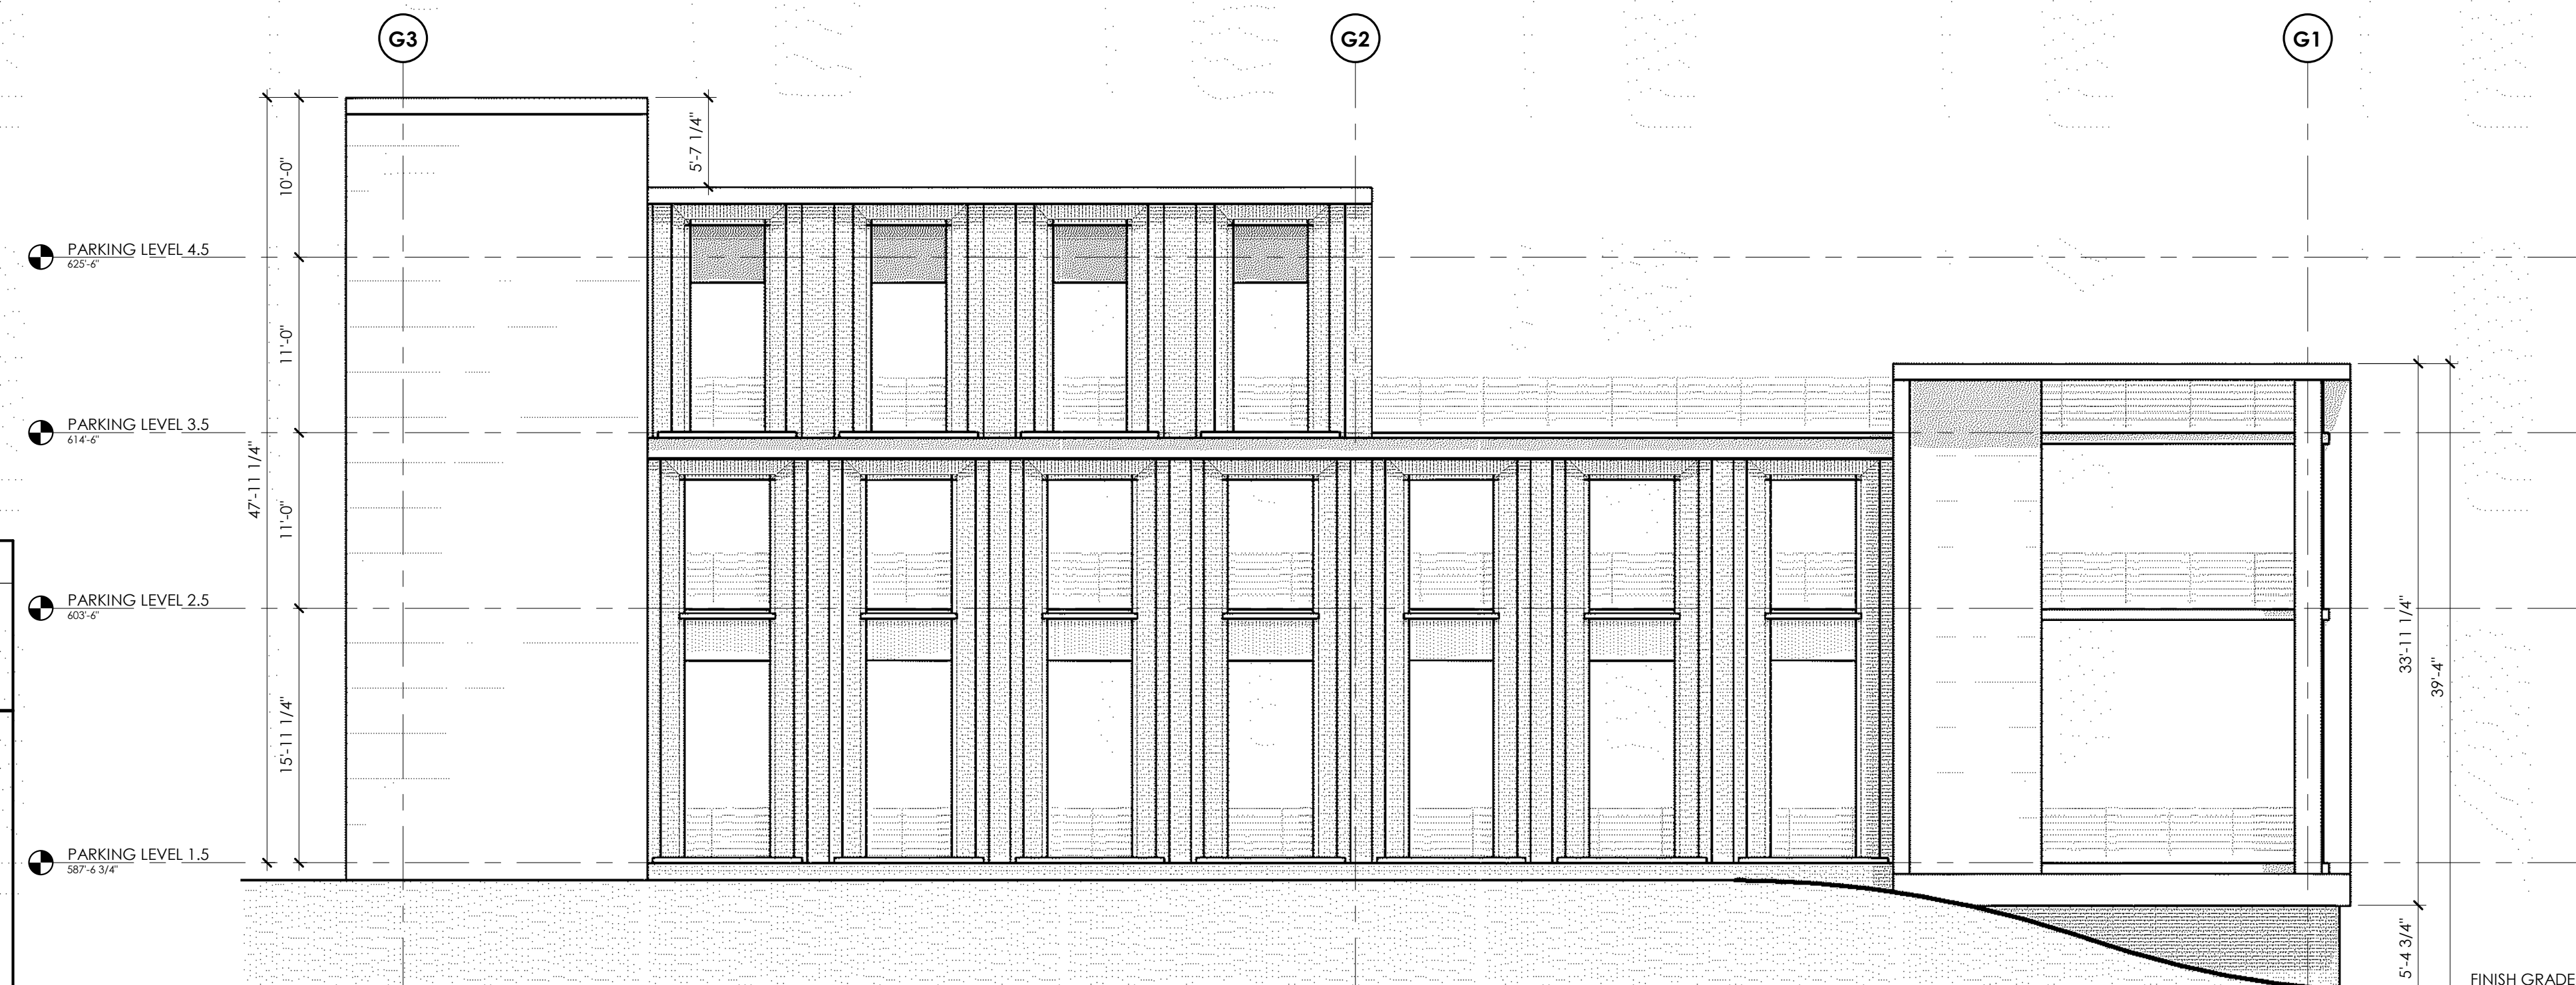 G3
G2
G1
5'-7 1/4"
10'-0"
PARKING LEVEL 4.5
625'-6"
11'-0"
PARKING LEVEL 3.5
614'-6"
47'-11 1/4"
11'-0"
PARKING LEVEL 2.5
603'-6"
33'-11 1/4"
39'-4"
15'-11 1/4"
PARKING LEVEL 1.5
587'-6 3/4"
5'-4 3/4"
FINISH GRADE